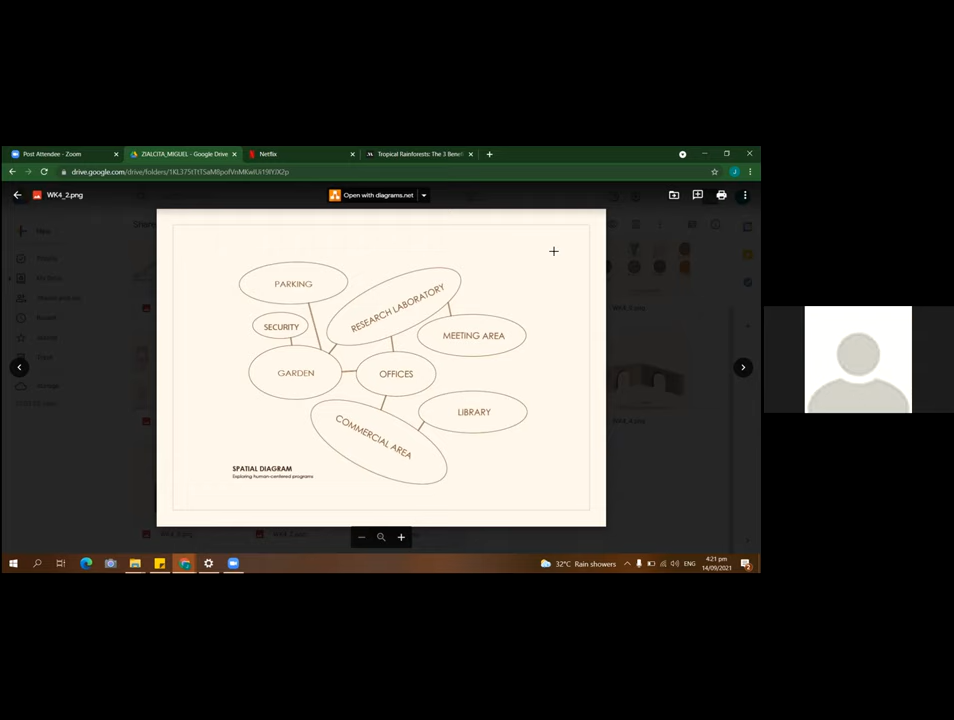 Post Attendee - Zoom
ZIALCITA_MIGUEL - Google Drive
Netflix
Tropical Rainforests: The 3 Benef
WK4_2.png
Open with diagrams.net
PARKING
RESEARCH LABORATORY
SECURITY
MEETING AREA
GARDEN
OFFICES
LIBRARY
COMMERCIAL AREA
SPATIAL DIAGRAM
Exploring human-centered programs
32°C Rain showers
ENG
4:21 pm
14/09/2021